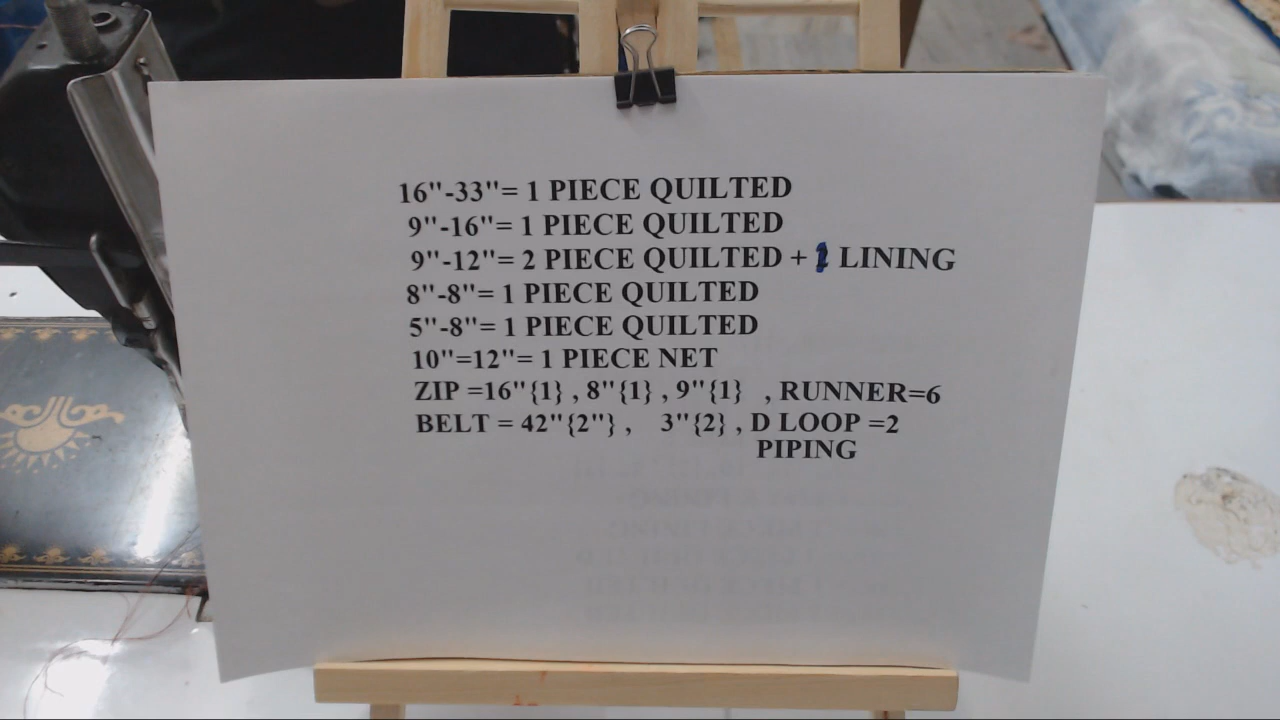 16"-33"= 1 PIECE QUILTED
9"-16"= 1 PIECE QUILTED
9"-12"= 2 PIECE QUILTED + LINING
8"-8"= 1 PIECE QUILTED
5"-8"= 1 PIECE QUILTED
10"=12"= 1 PIECE NET
ZIP =16"{1} , 8"{1} , 9"{1} , RUNNER=6
BELT = 42"{2"} , 3"{2} , D LOOP =2
PIPING